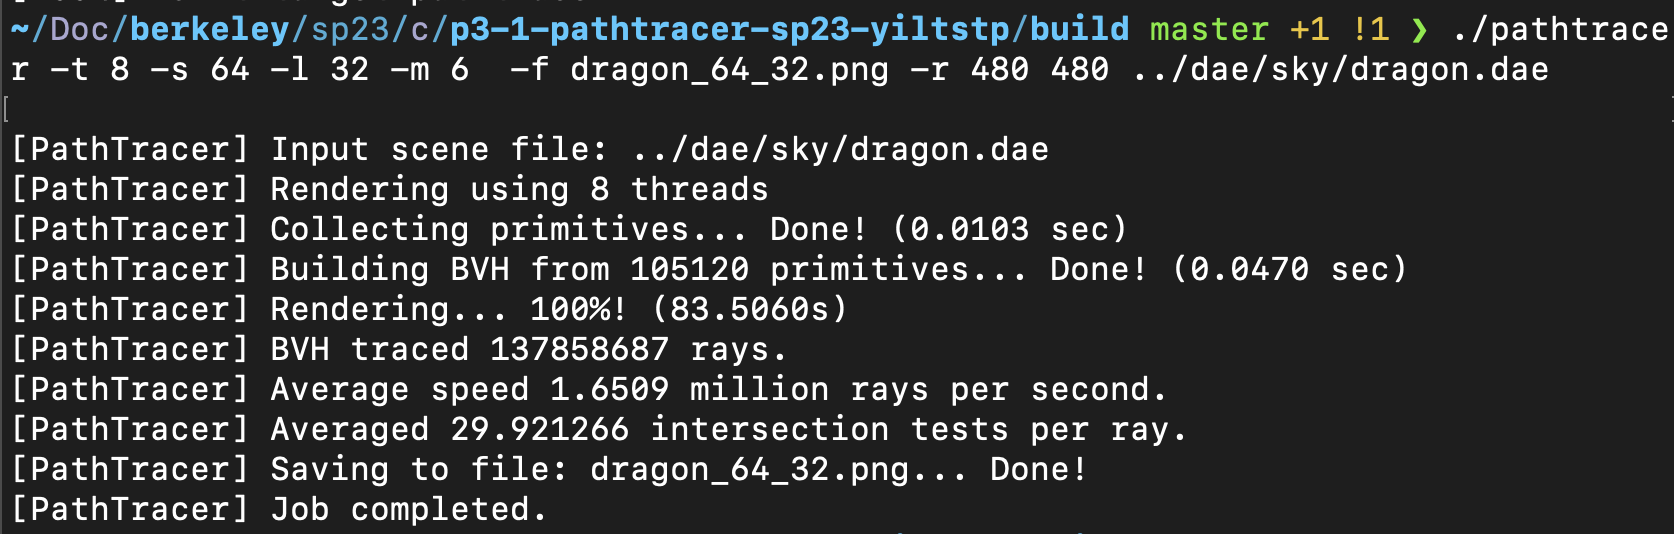 ~/Doc/berkeley/sp23/c/p3-1-pathtracer-sp23-yiltstp/build master +1 !1 ❯ ./pathtrace
r -t 8 -s 64 -l 32 -m 6  -f dragon_64_32.png -r 480 480 ../dae/sky/dragon.dae
[PathTracer] Input scene file: ../dae/sky/dragon.dae
[PathTracer] Rendering using 8 threads
[PathTracer] Collecting primitives... Done! (0.0103 sec)
[PathTracer] Building BVH from 105120 primitives... Done! (0.0470 sec)
[PathTracer] Rendering... 100%! (83.5060s)
[PathTracer] BVH traced 137858687 rays.
[PathTracer] Average speed 1.6509 million rays per second.
[PathTracer] Averaged 29.921266 intersection tests per ray.
[PathTracer] Saving to file: dragon_64_32.png... Done!
[PathTracer] Job completed.